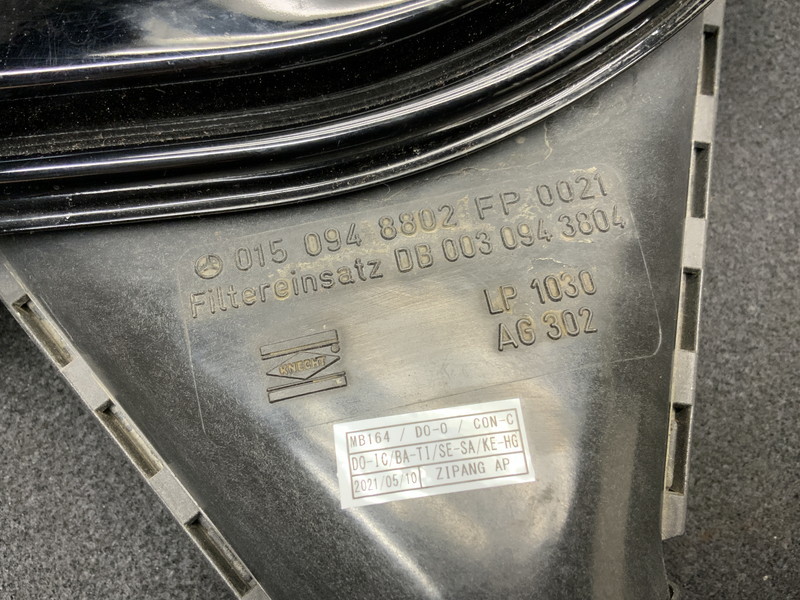 015 094 8802 FP 0021
Filtereinsatz DB 003 094 3804
LP 1030
AG 302
KNECHT
MB164 / DO-O / CON-C
DO-IC/BA-TI/SE-SA/KE-HG
2021/05/10 ZIPANG AP